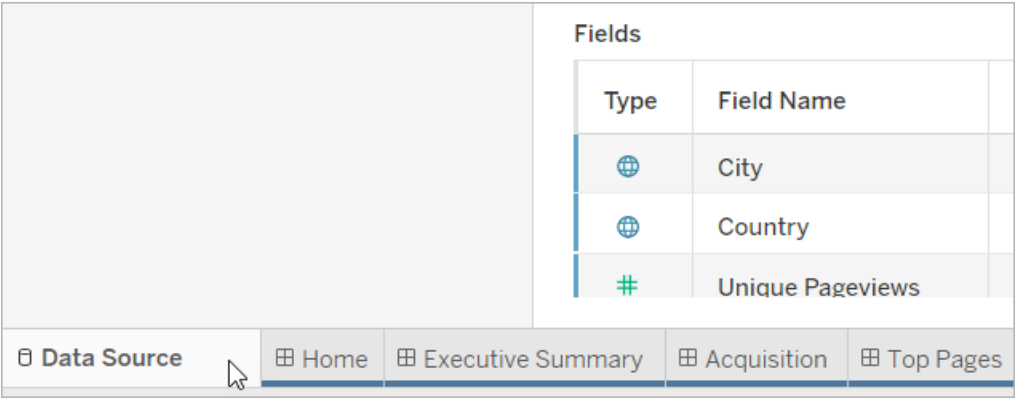 Fields
Type Field Name
City
Country
# Unique Pageviews
Data Source Home Executive Summary Acquisition Top Pages